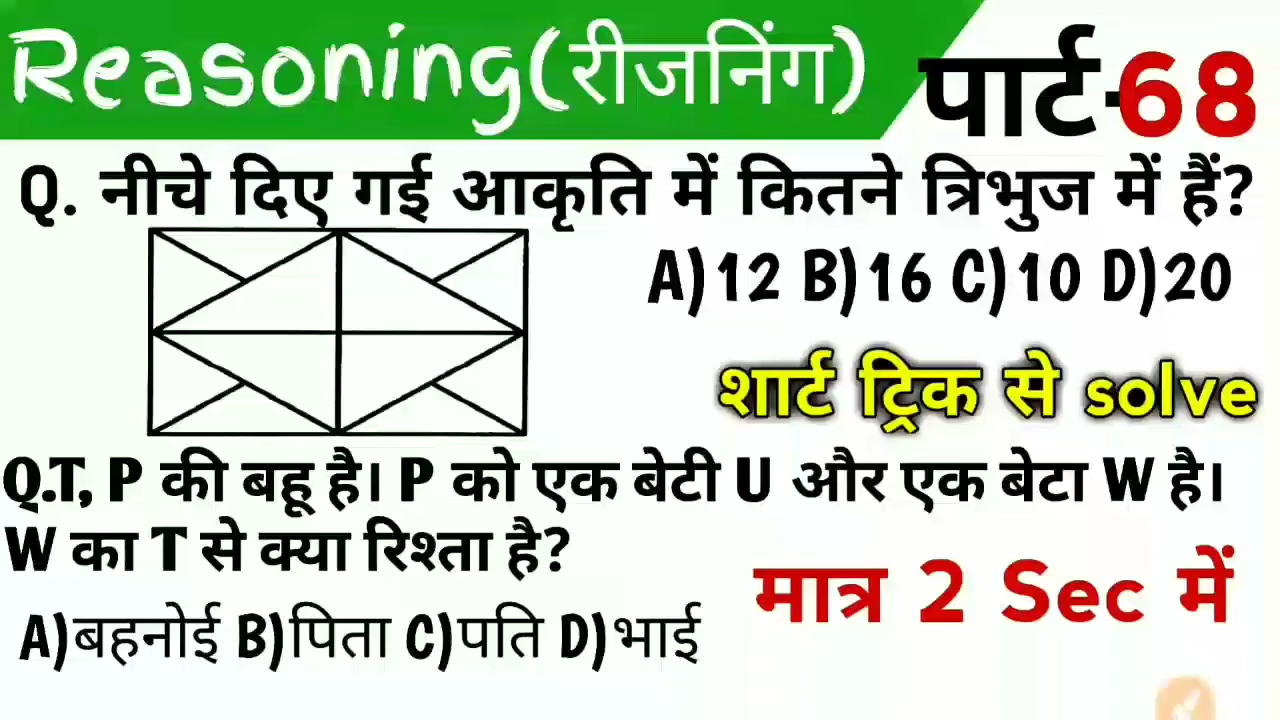 Reasoning(रीजनिंग) पार्ट-68
Q. नीचे दिए गई आकृति में कितने त्रिभुज में हैं?
A)12 B)16 C)10 D)20
शार्ट ट्रिक से solve
Q.T, P की बहू है। P को एक बेटी U और एक बेटा W है।
W का T से क्या रिश्ता है?
मात्र 2 Sec में
A)बहनोई B)पिता C)पति D)भाई